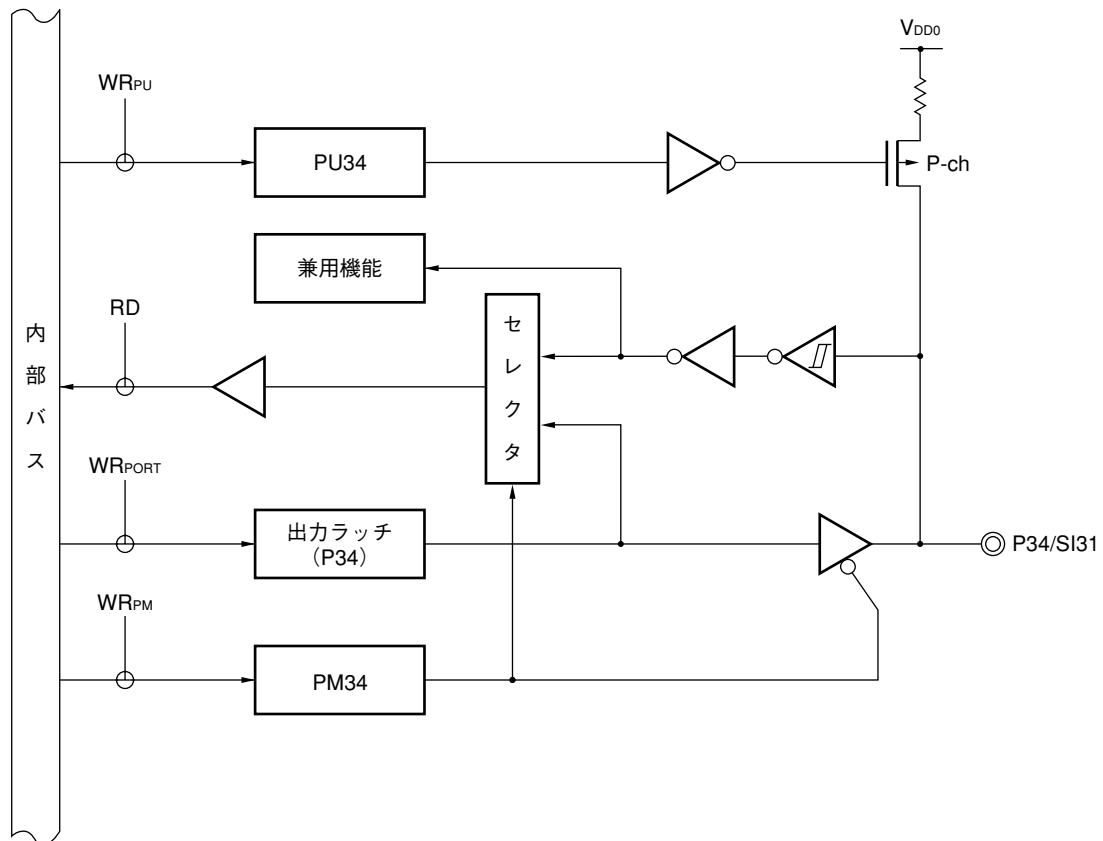 VDD0
WRPU
PU34
P-ch
兼用機能
RD
セレクタ
内部バス
WRPORT
出力ラッチ
（P34）
P34/SI31
WRPM
PM34